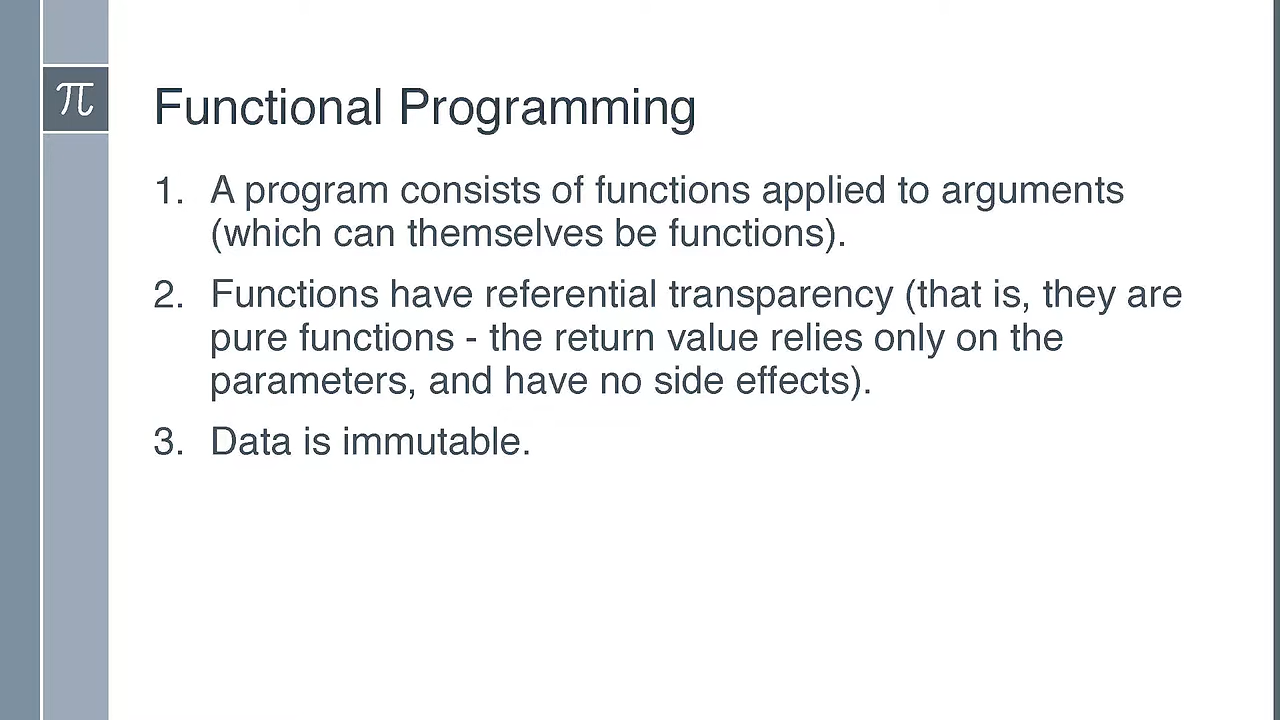 π
Functional Programming
1. A program consists of functions applied to arguments
(which can themselves be functions).
2. Functions have referential transparency (that is, they are
pure functions - the return value relies only on the
parameters, and have no side effects).
3. Data is immutable.